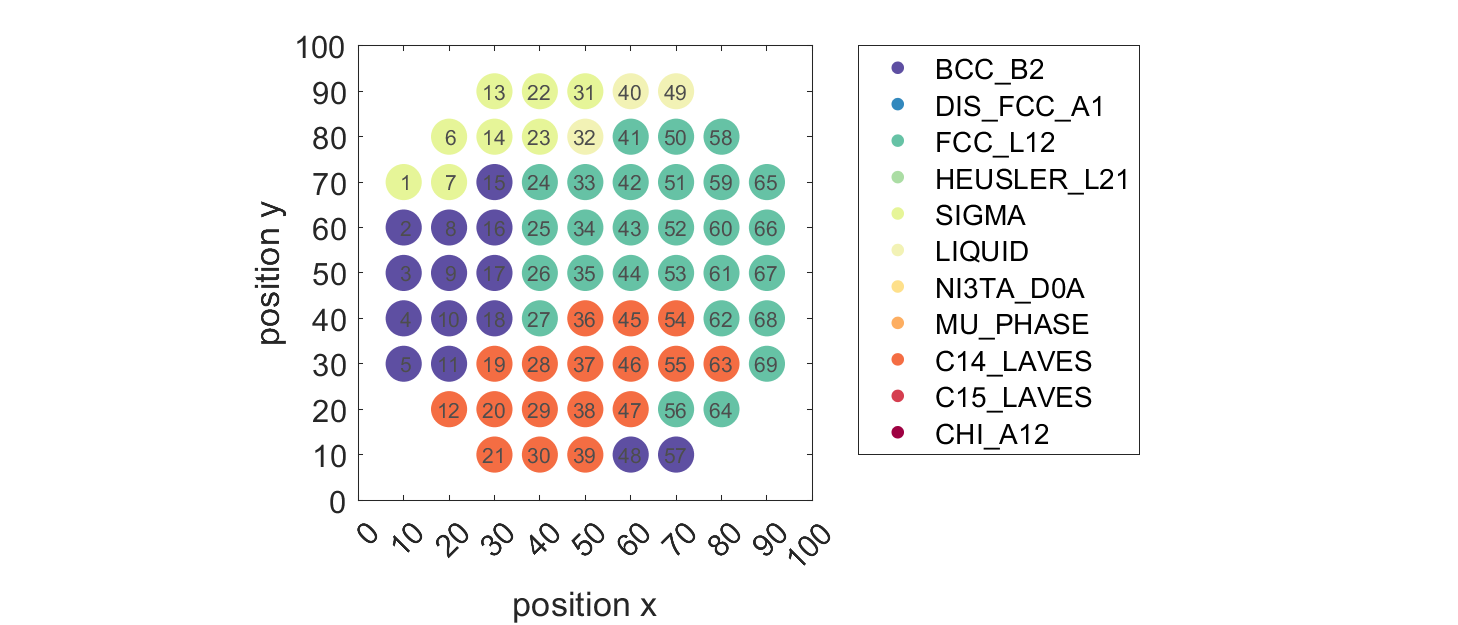 100
90
80
70
60
50
40
30
20
10
0
position y
13 22 31 40 49
6 14 23 32 41 50 58
1 7 15 24 33 42 51 59 65
2 8 16 25 34 43 52 60 66
3 9 17 26 35 44 53 61 67
4 10 18 27 36 45 54 62 68
5 11 19 28 37 46 55 63 69
12 20 29 38 47 56 64
21 30 39 48 57
0 10 20 30 40 50 60 70 80 90 100
position x
BCC_B2
DIS_FCC_A1
FCC_L12
HEUSLER_L21
SIGMA
LIQUID
NI3TA_D0A
MU_PHASE
C14_LAVES
C15_LAVES
CHI_A12